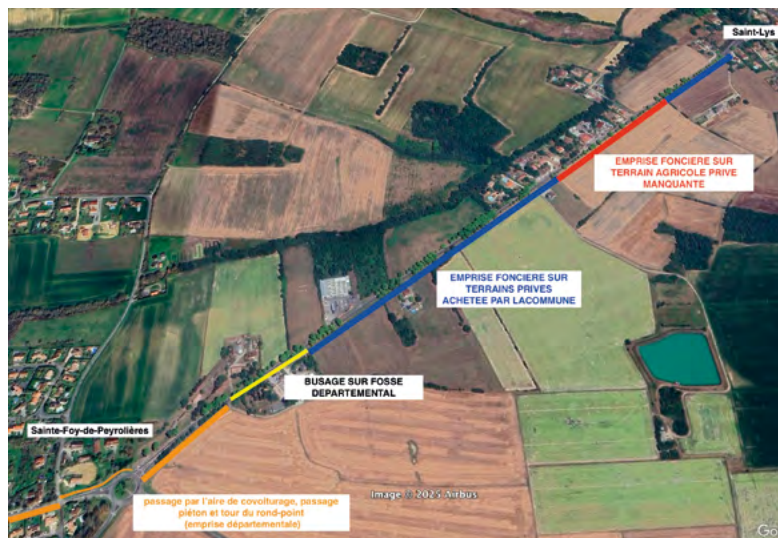 Saint-Lys
EMPRISE FONCIERE SUR
TERRAIN AGRICOLE PRIVE
MANQUANTE
EMPRISE FONCIERE SUR
TERRAINS PRIVES
ACHETEE PAR LACOMMUNE
BUSAGE SUR FOSSE
DEPARTEMENTAL
Sainte-Foy-de-Peyrolières
passage par l'aire de covoiturage, passage
piéton et tour du rond-point
(emprise départementale)
Image © 2025 Airbus
Go